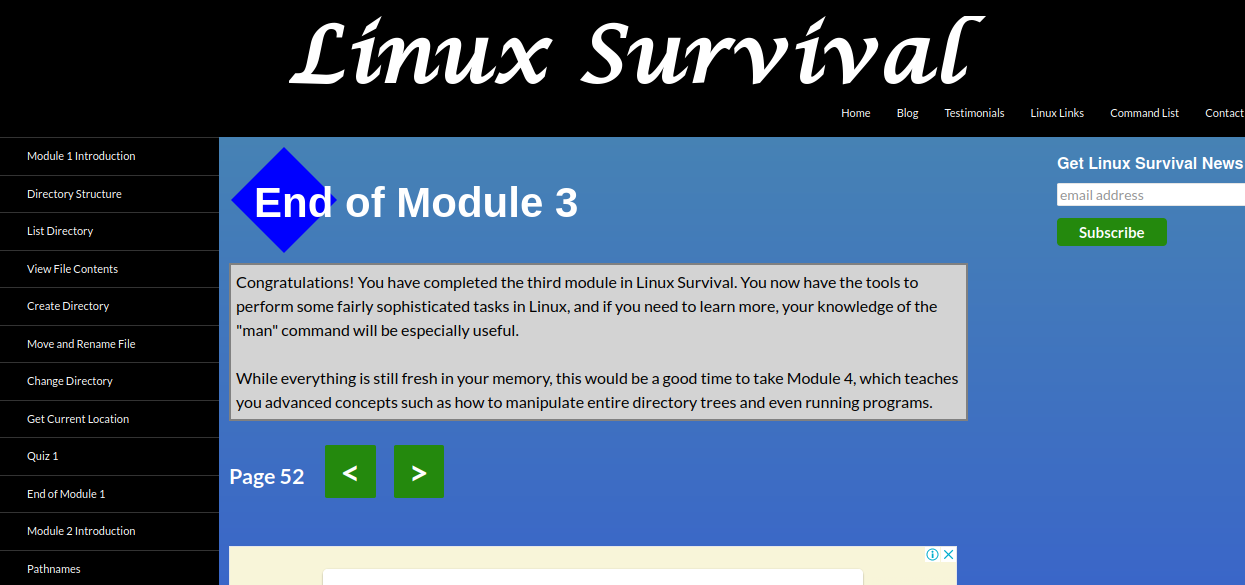 Linux Survival
Home Blog Testimonials Linux Links Command List Contact
Module 1 Introduction
Directory Structure
List Directory
View File Contents
Create Directory
Move and Rename File
Change Directory
Get Current Location
Quiz 1
End of Module 1
Module 2 Introduction
Pathnames
End of Module 3
Congratulations! You have completed the third module in Linux Survival. You now have the tools to
perform some fairly sophisticated tasks in Linux, and if you need to learn more, your knowledge of the
"man" command will be especially useful.
While everything is still fresh in your memory, this would be a good time to take Module 4, which teaches
you advanced concepts such as how to manipulate entire directory trees and even running programs.
Page 52 < >
Get Linux Survival News
email address
Subscribe